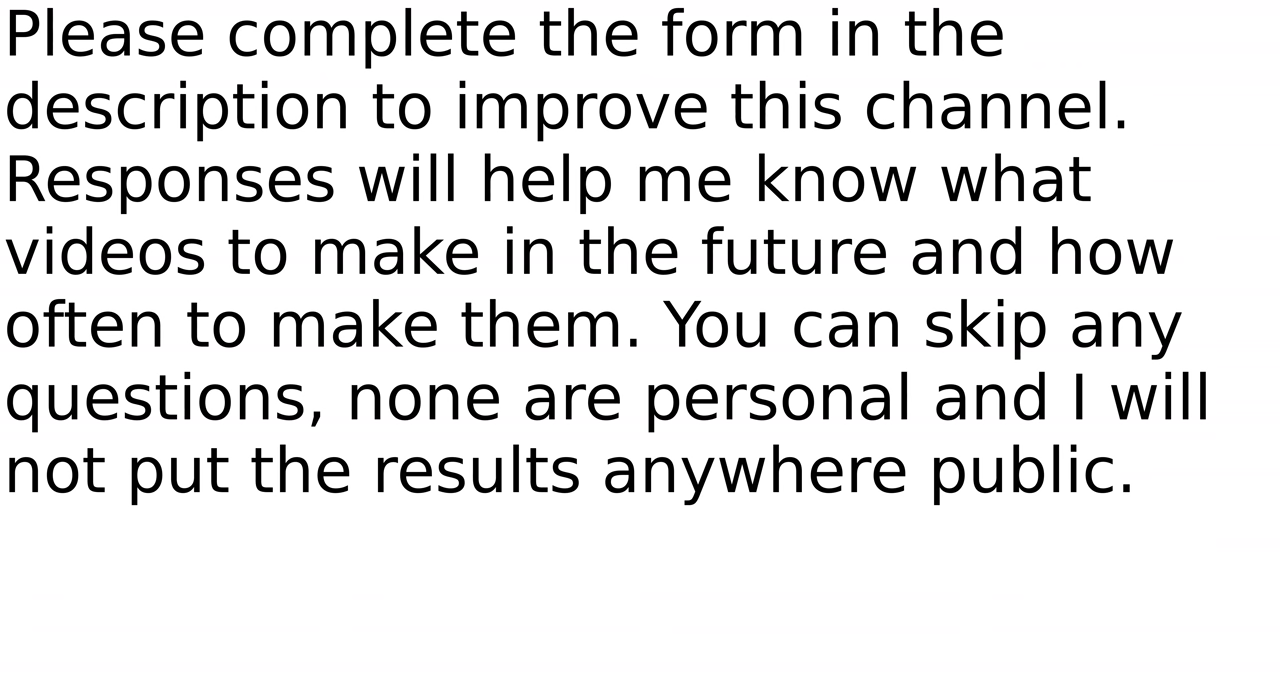 Please complete the form in the
description to improve this channel.
Responses will help me know what
videos to make in the future and how
often to make them. You can skip any
questions, none are personal and I will
not put the results anywhere public.